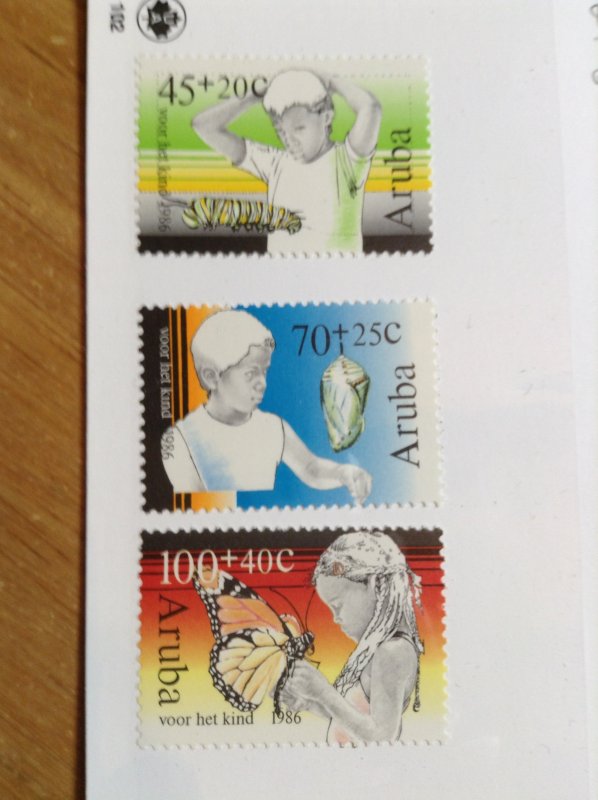 102
45+20c
voor het kind 1986
Aruba
70+25c
voor het kind 1986
Aruba
100+40c
Aruba
voor het kind 1986